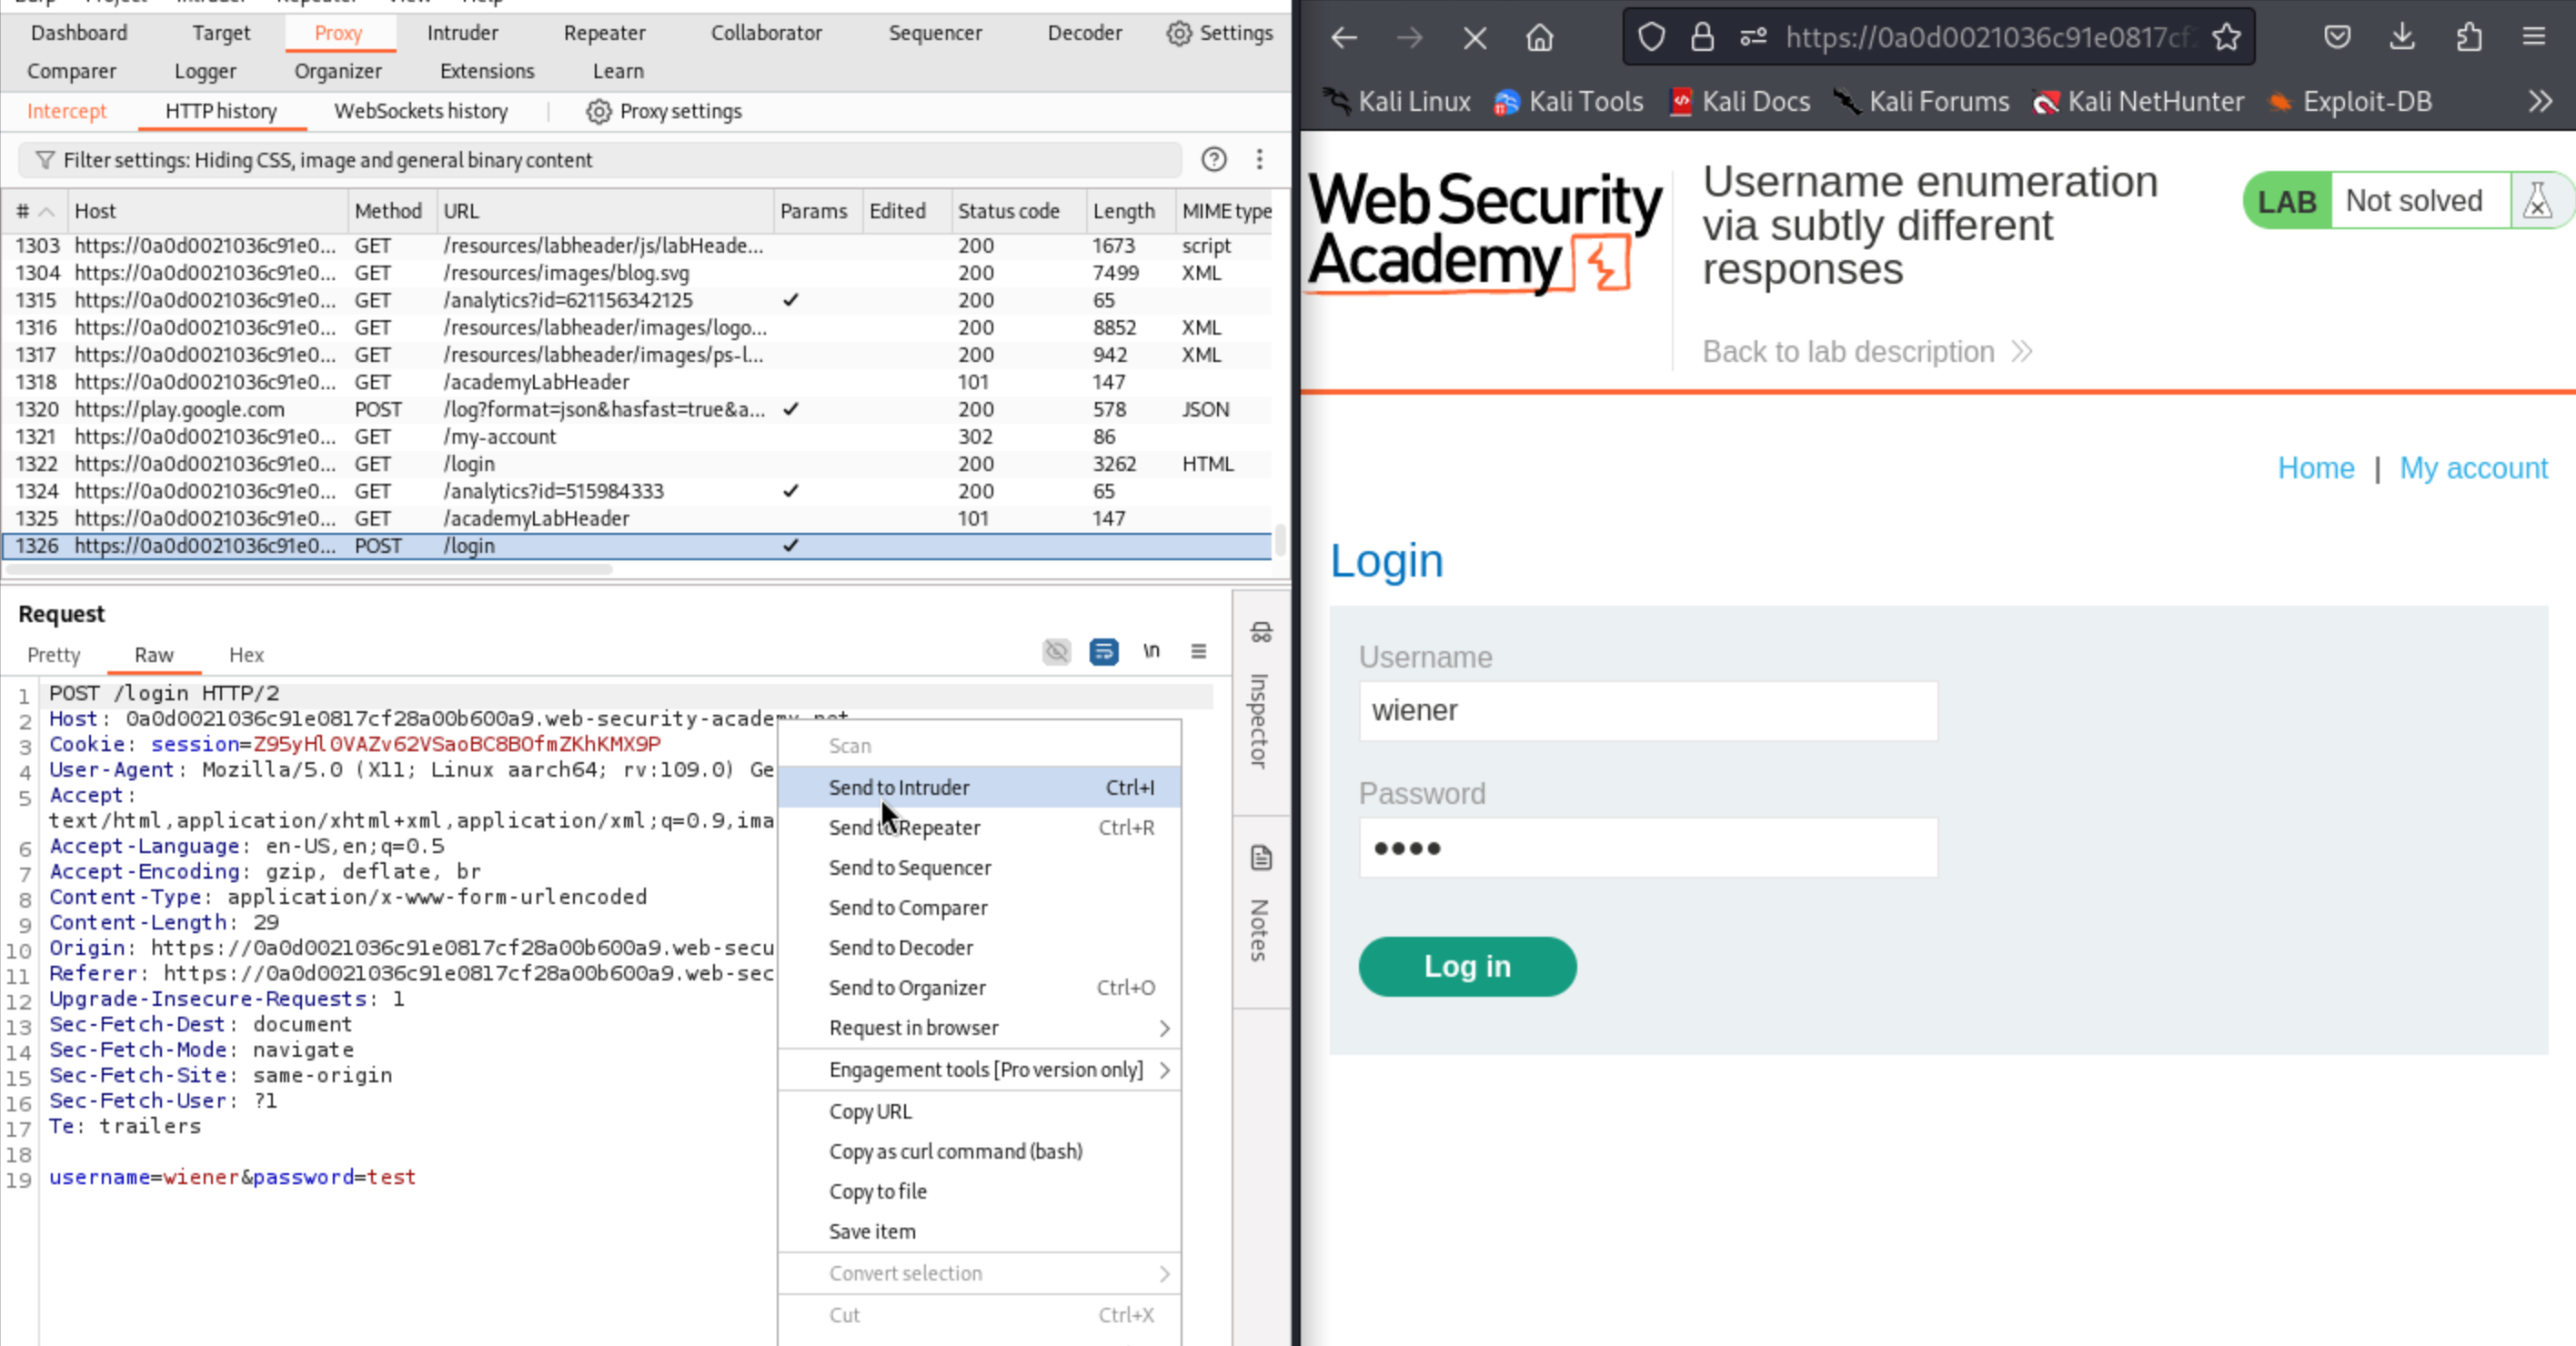 Dashboard Target Proxy Intruder Repeater Collaborator Sequencer Decoder Settings
Comparer Logger Organizer Extensions Learn
Intercept HTTP history WebSockets history Proxy settings
Filter settings: Hiding CSS, image and general binary content
# Host Method URL Params Edited Status code Length MIME type
1303 https://0a0d0021036c91e0... GET /resources/labheader/js/labHeade... 200 1673 script
1304 https://0a0d0021036c91e0... GET /resources/images/blog.svg 200 7499 XML
1315 https://0a0d0021036c91e0... GET /analytics?id=621156342125 ✓ 200 65
1316 https://0a0d0021036c91e0... GET /resources/labheader/images/logo... 200 8852 XML
1317 https://0a0d0021036c91e0... GET /resources/labheader/images/ps-l... 200 942 XML
1318 https://0a0d0021036c91e0... GET /academyLabHeader 101 147
1320 https://play.google.com POST /log?format=json&hasfast=true&a... ✓ 200 578 JSON
1321 https://0a0d0021036c91e0... GET /my-account 302 86
1322 https://0a0d0021036c91e0... GET /login 200 3262 HTML
1324 https://0a0d0021036c91e0... GET /analytics?id=515984333 ✓ 200 65
1325 https://0a0d0021036c91e0... GET /academyLabHeader 101 147
1326 https://0a0d0021036c91e0... POST /login ✓
Request
Pretty Raw Hex
\n
1 POST /login HTTP/2
2 Host: 0a0d0021036c91e0817cf28a00b600a9.web-security-academy.net
3 Cookie: session=Z95yHl0VAZv62VSaoBC8BOfmZKhKMX9P
4 User-Agent: Mozilla/5.0 (X11; Linux aarch64; rv:109.0) Ge
5 Accept:
text/html,application/xhtml+xml,application/xml;q=0.9,ima
6 Accept-Language: en-US,en;q=0.5
7 Accept-Encoding: gzip, deflate, br
8 Content-Type: application/x-www-form-urlencoded
9 Content-Length: 29
10 Origin: https://0a0d0021036c91e0817cf28a00b600a9.web-secu
11 Referer: https://0a0d0021036c91e0817cf28a00b600a9.web-sec
12 Upgrade-Insecure-Requests: 1
13 Sec-Fetch-Dest: document
14 Sec-Fetch-Mode: navigate
15 Sec-Fetch-Site: same-origin
16 Sec-Fetch-User: ?1
17 Te: trailers
18
19 username=wiener&password=test
Scan
Send to Intruder Ctrl+I
Send to Repeater Ctrl+R
Send to Sequencer
Send to Comparer
Send to Decoder
Send to Organizer Ctrl+O
Request in browser
Engagement tools [Pro version only]
Copy URL
Copy as curl command (bash)
Copy to file
Save item
Convert selection
Cut Ctrl+X
Inspector
Notes
https://0a0d0021036c91e0817cf
Kali Linux Kali Tools Kali Docs Kali Forums Kali NetHunter Exploit-DB
Web Security
Academy
Username enumeration
via subtly different
responses
Back to lab description
LAB Not solved
Home | My account
Login
Username
wiener
Password
••••
Log in